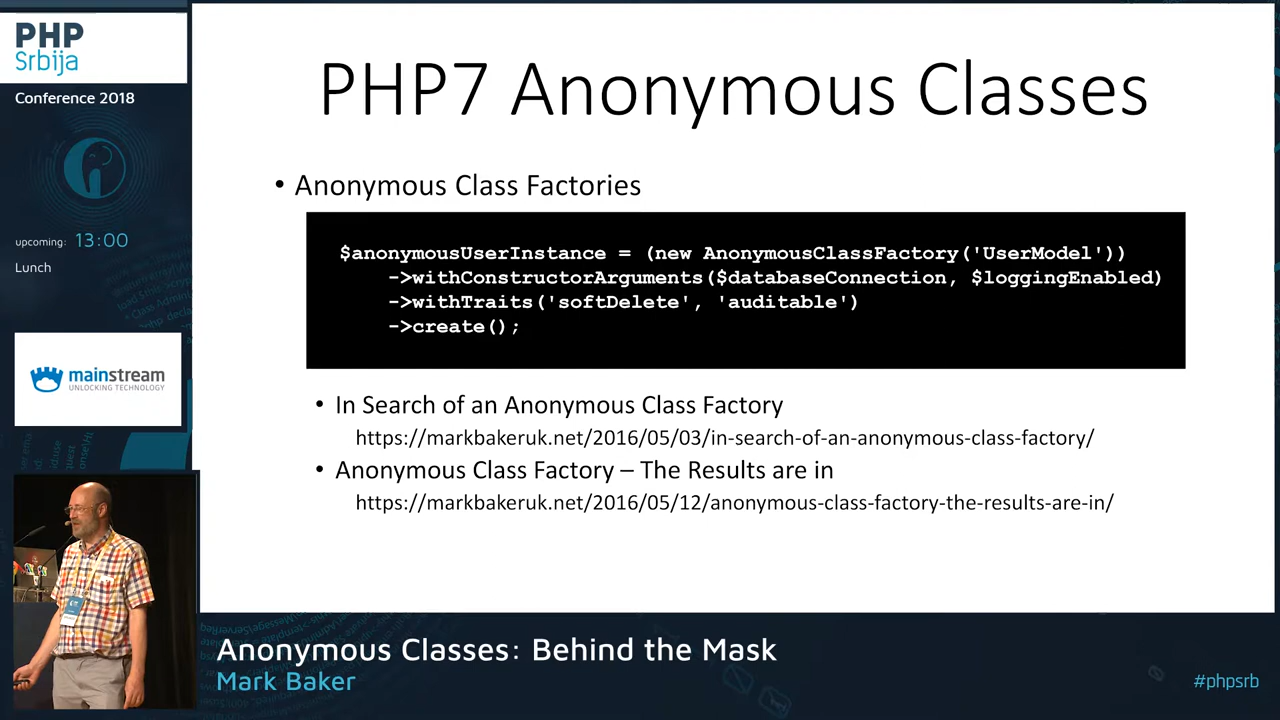 PHP
Srbija
Conference 2018
upcoming: 13:00
Lunch
mainstream
UNLOCKING TECHNOLOGY
PHP7 Anonymous Classes
• Anonymous Class Factories
$anonymousUserInstance = (new AnonymousClassFactory('UserModel'))
->withConstructorArguments($databaseConnection, $loggingEnabled)
->withTraits('softDelete', 'auditable')
->create();
• In Search of an Anonymous Class Factory
https://markbakeruk.net/2016/05/03/in-search-of-an-anonymous-class-factory/
• Anonymous Class Factory – The Results are in
https://markbakeruk.net/2016/05/12/anonymous-class-factory-the-results-are-in/
Anonymous Classes: Behind the Mask
Mark Baker
#phpsrb